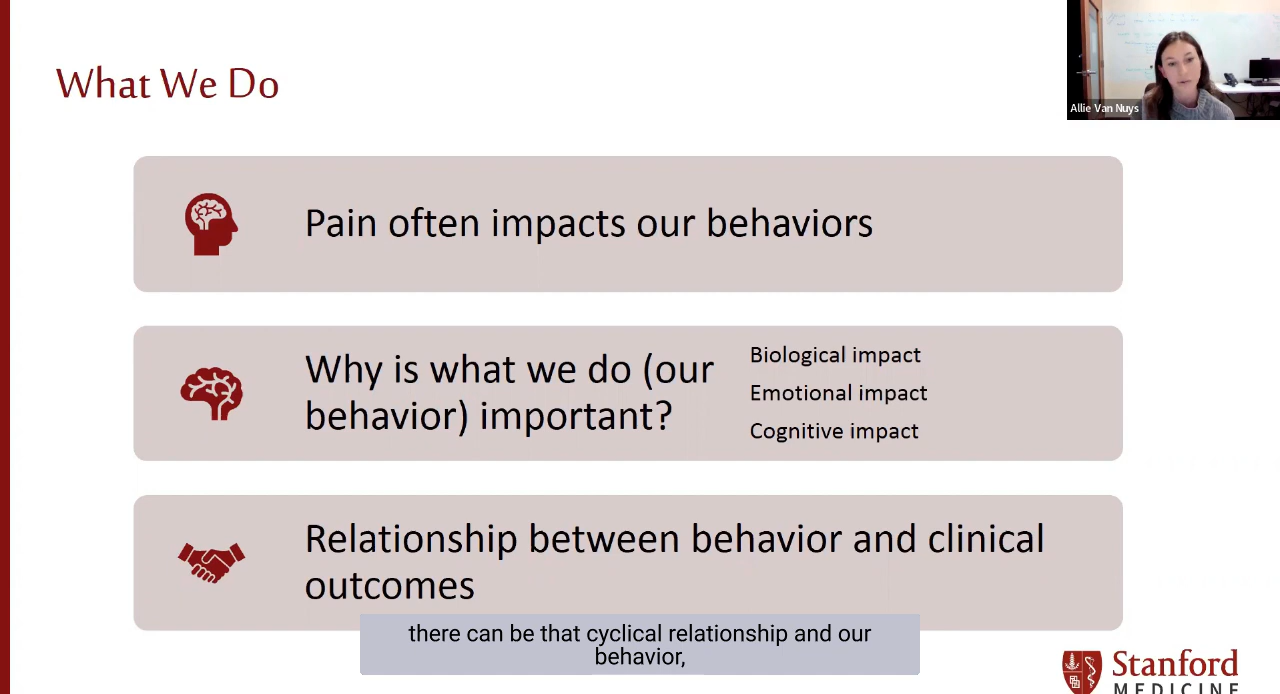 What We Do
Allie Van Nuys
Pain often impacts our behaviors
Why is what we do (our
behavior) important?
Biological impact
Emotional impact
Cognitive impact
Relationship between behavior and clinical
outcomes
there can be that cyclical relationship and our
behavior,
Stanford
MEDICINE